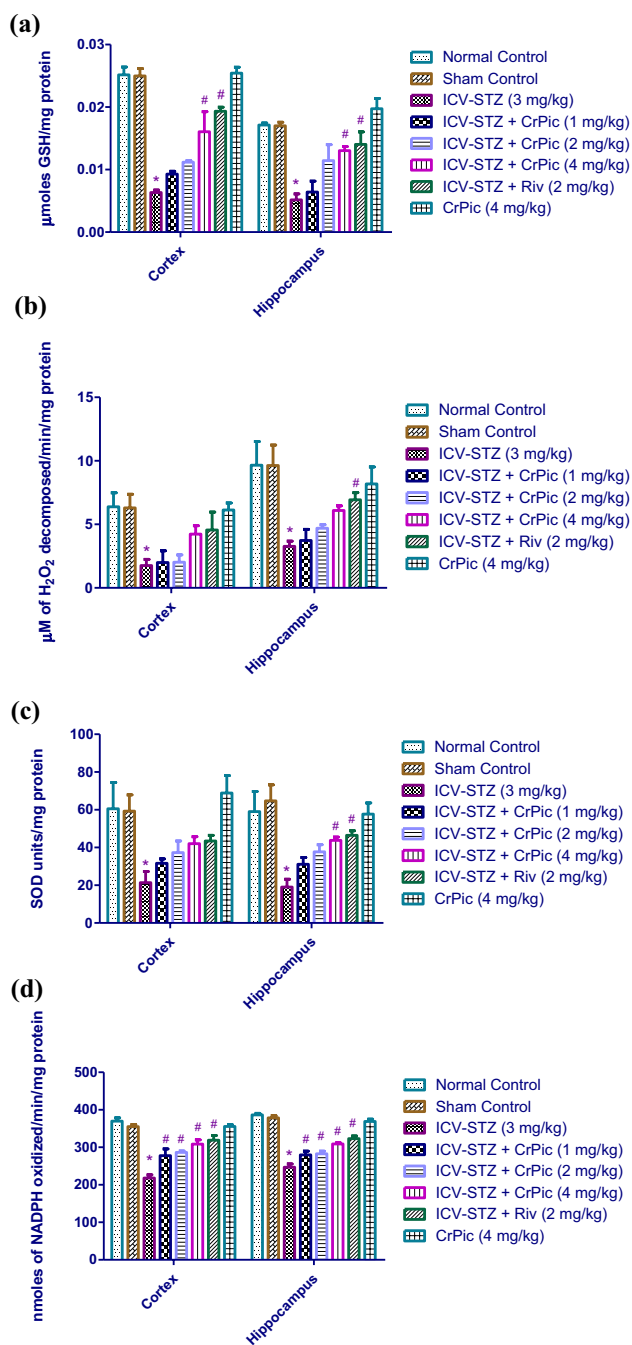 (a)
μmoles GSH/mg protein
0.03
0.02
0.01
0.00
*
#
#
*
#
#
Cortex
Hippocampus
Normal Control
Sham Control
ICV-STZ (3 mg/kg)
ICV-STZ + CrPic (1 mg/kg)
ICV-STZ + CrPic (2 mg/kg)
ICV-STZ + CrPic (4 mg/kg)
ICV-STZ + Riv (2 mg/kg)
CrPic (4 mg/kg)
(b)
μM of H₂O₂ decomposed/min/mg protein
15
10
5
0
*
*
#
Cortex
Hippocampus
Normal Control
Sham Control
ICV-STZ (3 mg/kg)
ICV-STZ + CrPic (1 mg/kg)
ICV-STZ + CrPic (2 mg/kg)
ICV-STZ + CrPic (4 mg/kg)
ICV-STZ + Riv (2 mg/kg)
CrPic (4 mg/kg)
(c)
SOD units/mg protein
100
80
60
40
20
0
*
*
#
#
Cortex
Hippocampus
Normal Control
Sham Control
ICV-STZ (3 mg/kg)
ICV-STZ + CrPic (1 mg/kg)
ICV-STZ + CrPic (2 mg/kg)
ICV-STZ + CrPic (4 mg/kg)
ICV-STZ + Riv (2 mg/kg)
CrPic (4 mg/kg)
(d)
nmoles of NADPH oxidized/min/mg protein
500
400
300
200
100
0
*
#
#
#
#
*
#
#
#
#
Cortex
Hippocampus
Normal Control
Sham Control
ICV-STZ (3 mg/kg)
ICV-STZ + CrPic (1 mg/kg)
ICV-STZ + CrPic (2 mg/kg)
ICV-STZ + CrPic (4 mg/kg)
ICV-STZ + Riv (2 mg/kg)
CrPic (4 mg/kg)